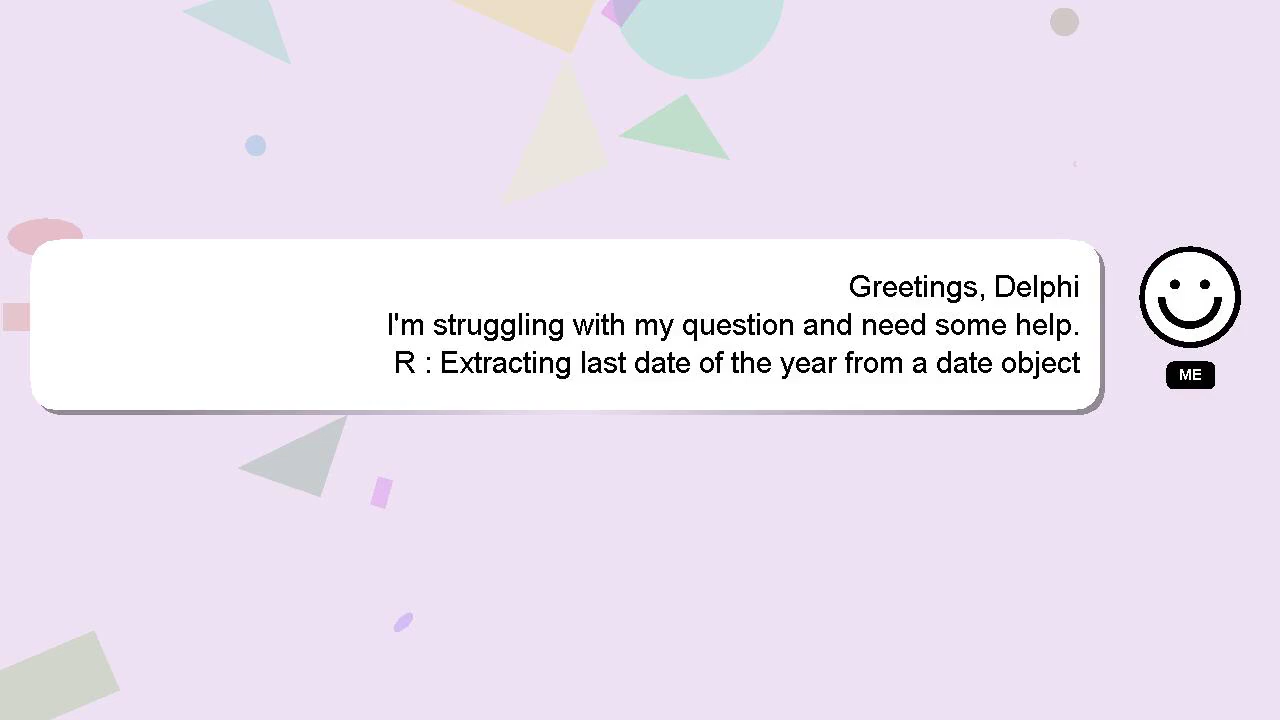 Greetings, Delphi
I'm struggling with my question and need some help.
R : Extracting last date of the year from a date object
ME